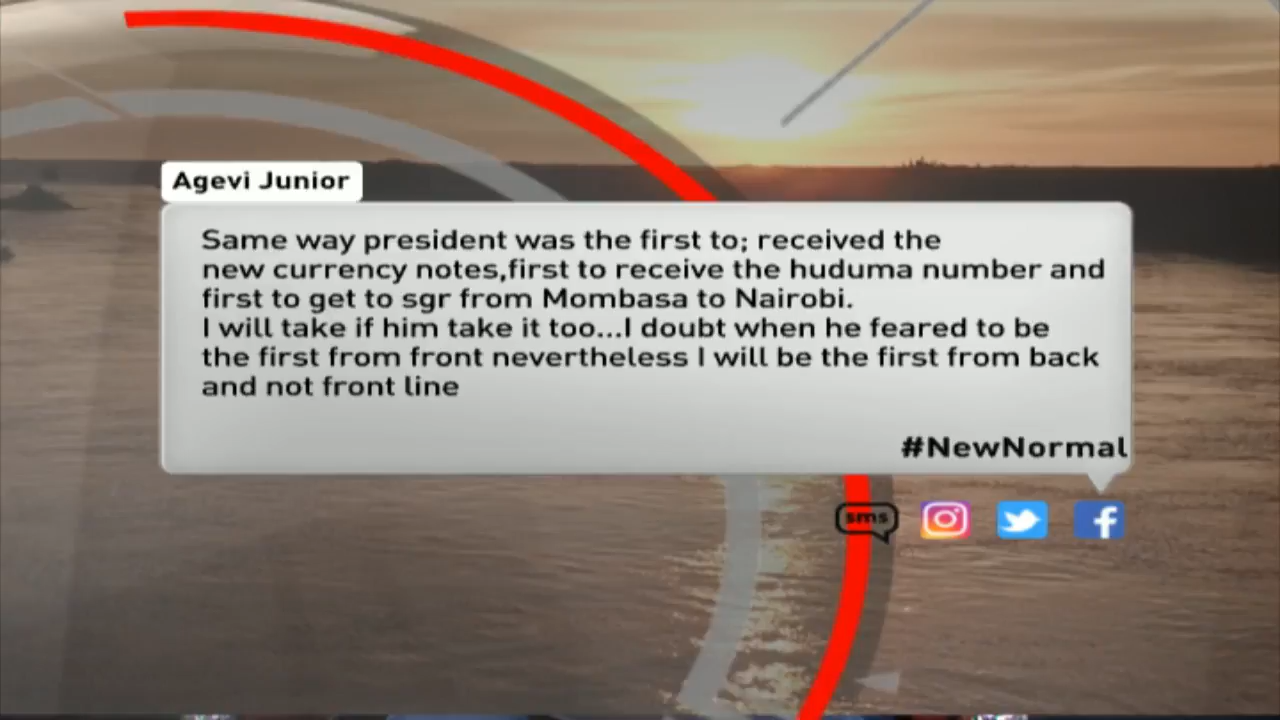 Agevi Junior
Same way president was the first to; received the
new currency notes,first to receive the huduma number and
first to get to sgr from Mombasa to Nairobi.
I will take if him take it too...I doubt when he feared to be
the first from front nevertheless I will be the first from back
and not front line
#NewNormal
sms